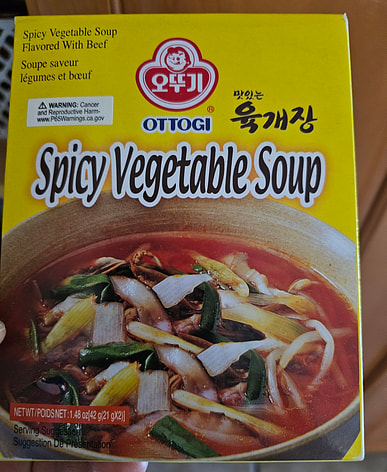 Spicy Vegetable Soup
Flavored With Beef
Soupe saveur
légumes et bœuf
⚠ WARNING: Cancer
and Reproductive Harm-
www.P65Warnings.ca.gov
오뚜기
®
OTTOGI
맛있는
육개장
Spicy Vegetable Soup
NET WT/POIDS NET: 1.48 oz[42 g(21 gX2)]
Serving Suggestion
Suggestion De Présentation